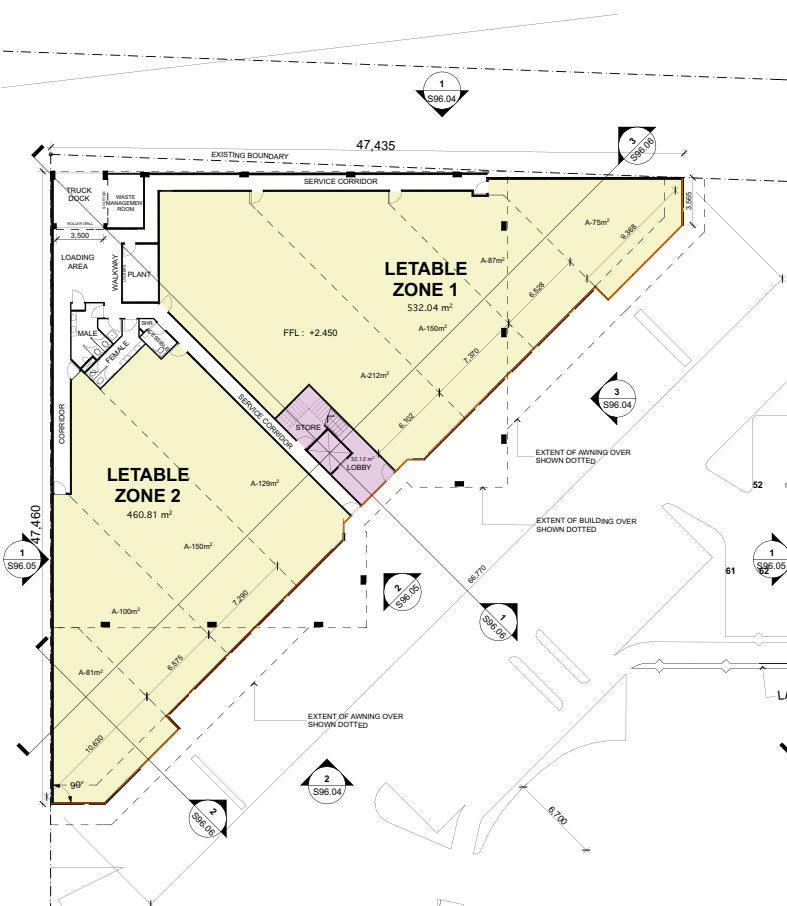 1
S96.04
3
S96.06
47,435
EXISTING BOUNDARY
SERVICE CORRIDOR
TRUCK
DOCK
WASTE
MANAGEMENT
ROOM
ROLLER GRILL
3,500
LOADING
AREA
WALKWAY
PLANT
3,565
A-75m²
9,368
A-87m²
LETABLE
ZONE 1
532.04 m²
6,528
FFL : +2.450
A-150m²
7,370
A-212m²
6,102
MALE
FEMALE
SHR
STORE
32.12 m²
LOBBY
SERVICE CORRIDOR
CORRIDOR
3
S96.04
EXTENT OF AWNING OVER
SHOWN DOTTED
EXTENT OF BUILDING OVER
SHOWN DOTTED
LETABLE
ZONE 2
460.81 m²
A-129m²
A-150m²
A-100m²
A-81m²
47,460
1
S96.05
7,290
6,575
10,630
90°
66,770
2
S96.05
1
S96.06
52
61
62
1
S96.05
LA
EXTENT OF AWNING OVER
SHOWN DOTTED
2
S96.04
2
S96.06
6,700